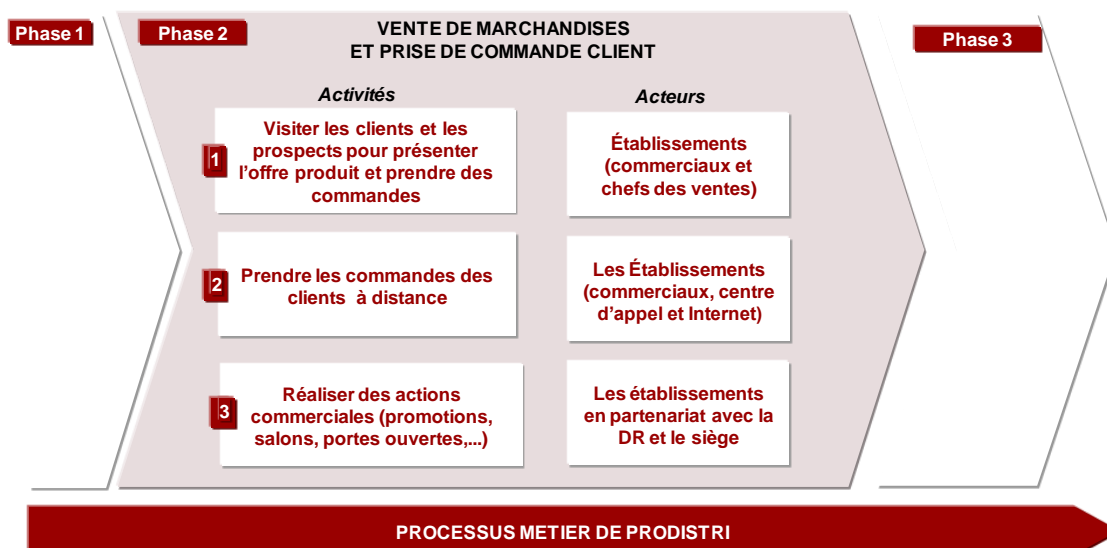 Phase 1
Phase 2
VENTE DE MARCHANDISES
ET PRISE DE COMMANDE CLIENT
Phase 3
Activités
Acteurs
1
Visiter les clients et les
prospects pour présenter
l’offre produit et prendre des
commandes
Établissements
(commerciaux et
chefs des ventes)
2
Prendre les commandes des
clients à distance
Les Établissements
(commerciaux, centre
d’appel et Internet)
3
Réaliser des actions
commerciales (promotions,
salons, portes ouvertes,...)
Les établissements
en partenariat avec la
DR et le siège
PROCESSUS METIER DE PRODISTRI